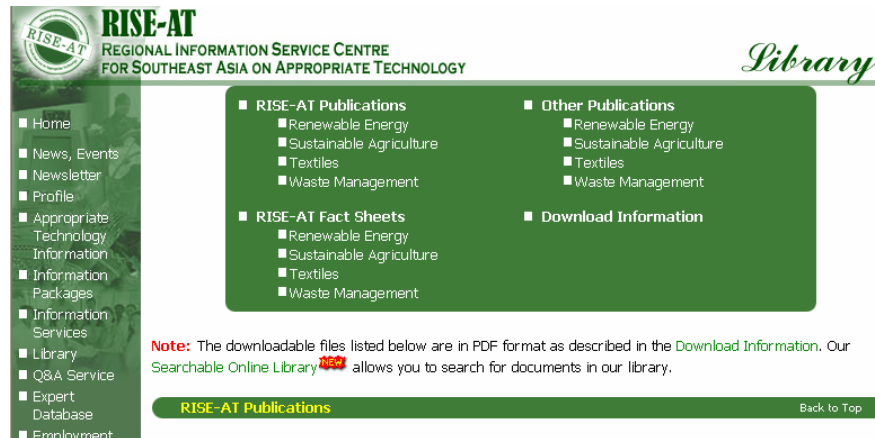 RISE-AT
RISE-AT
REGIONAL INFORMATION SERVICE CENTRE
FOR SOUTHEAST ASIA ON APPROPRIATE TECHNOLOGY
Library
Home
News, Events
Newsletter
Profile
Appropriate
Technology
Information
Information
Packages
Information
Services
Library
Q&A Service
Expert
Database
Employment
RISE-AT Publications
Renewable Energy
Sustainable Agriculture
Textiles
Waste Management
Other Publications
Renewable Energy
Sustainable Agriculture
Textiles
Waste Management
RISE-AT Fact Sheets
Renewable Energy
Sustainable Agriculture
Textiles
Waste Management
Download Information
Note: The downloadable files listed below are in PDF format as described in the Download Information. Our
Searchable Online Library NEW allows you to search for documents in our library.
RISE-AT Publications
Back to Top